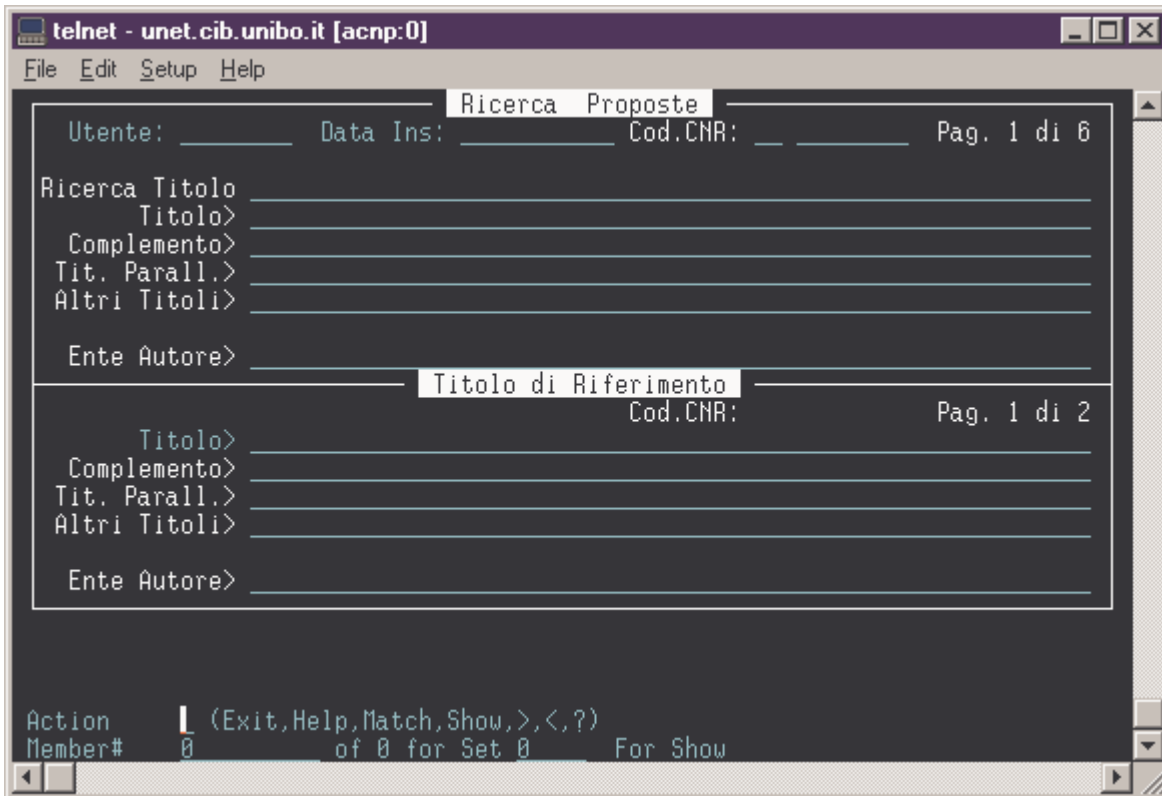 telnet - unet.cib.unibo.it [acnp:0]
File Edit Setup Help
Ricerca Proposte
Utente: Data Ins: Cod.CNR: Pag. 1 di 6
Ricerca Titolo
Titolo>
Complemento>
Tit. Parall.>
Altri Titoli>
Ente Autore>
Titolo di Riferimento
Cod.CNR: Pag. 1 di 2
Titolo>
Complemento>
Tit. Parall.>
Altri Titoli>
Ente Autore>
Action (Exit,Help,Match,Show,>,<,?)
Member# 0 of 0 for Set 0 For Show